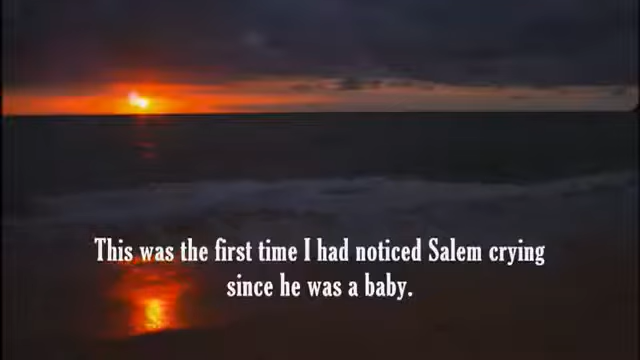 This was the first time I had noticed Salem crying
since he was a baby.